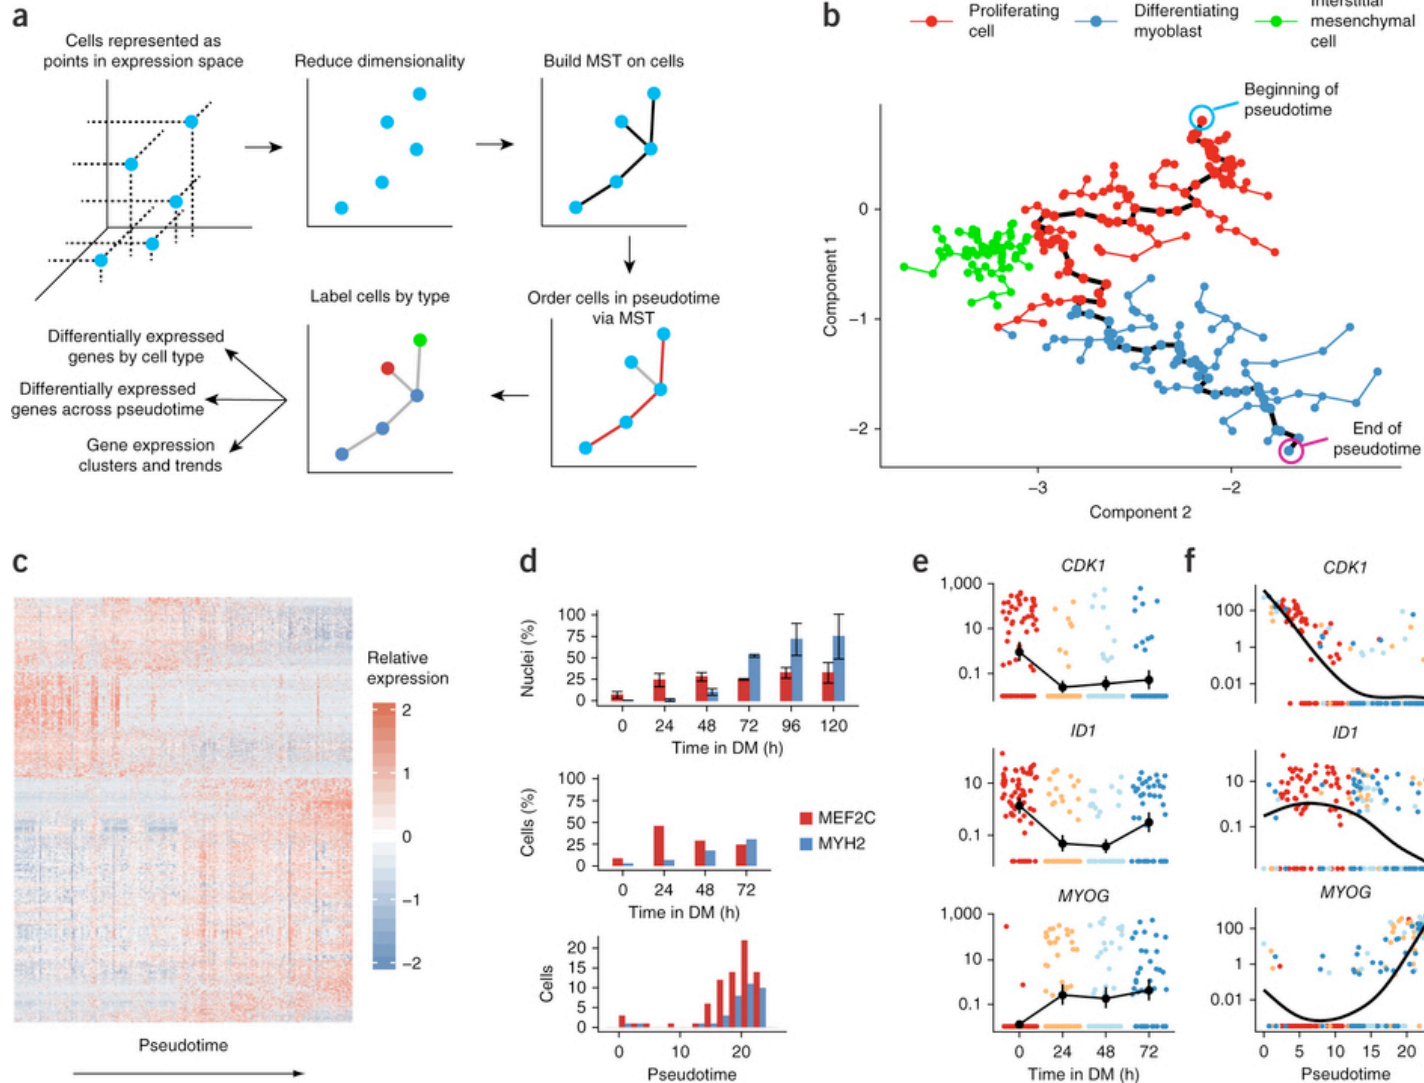 a
Cells represented as
points in expression space
Reduce dimensionality
Build MST on cells
Label cells by type
Order cells in pseudotime
via MST
Differentially expressed
genes by cell type
Differentially expressed
genes across pseudotime
Gene expression
clusters and trends
b
Proliferating
cell
Differentiating
myoblast
Interstitial
mesenchymal
cell
Beginning of
pseudotime
Component 1
0
−1
−2
End of
pseudotime
−3
−2
Component 2
c
Relative
expression
2
1
0
−1
−2
Pseudotime
d
Nuclei (%)
100
75
50
25
0
0 24 48 72 96 120
Time in DM (h)
Cells (%)
100
75
50
25
0
0 24 48 72
Time in DM (h)
MEF2C
MYH2
Cells
20
15
10
5
0
0 10 20
Pseudotime
e
CDK1
1,000
10
0.1
ID1
10
0.1
MYOG
1,000
10
0.1
0 24 48 72
Time in DM (h)
f
CDK1
100
1
0.01
ID1
10
0.1
MYOG
100
1
0.01
0 5 10 15 20
Pseudotime